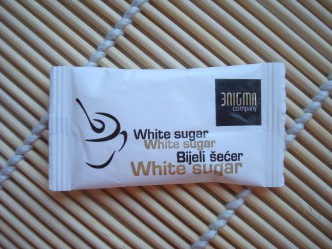 ƎNIGMA
company
White sugar
White sugar
Bijeli šećer
White sugar